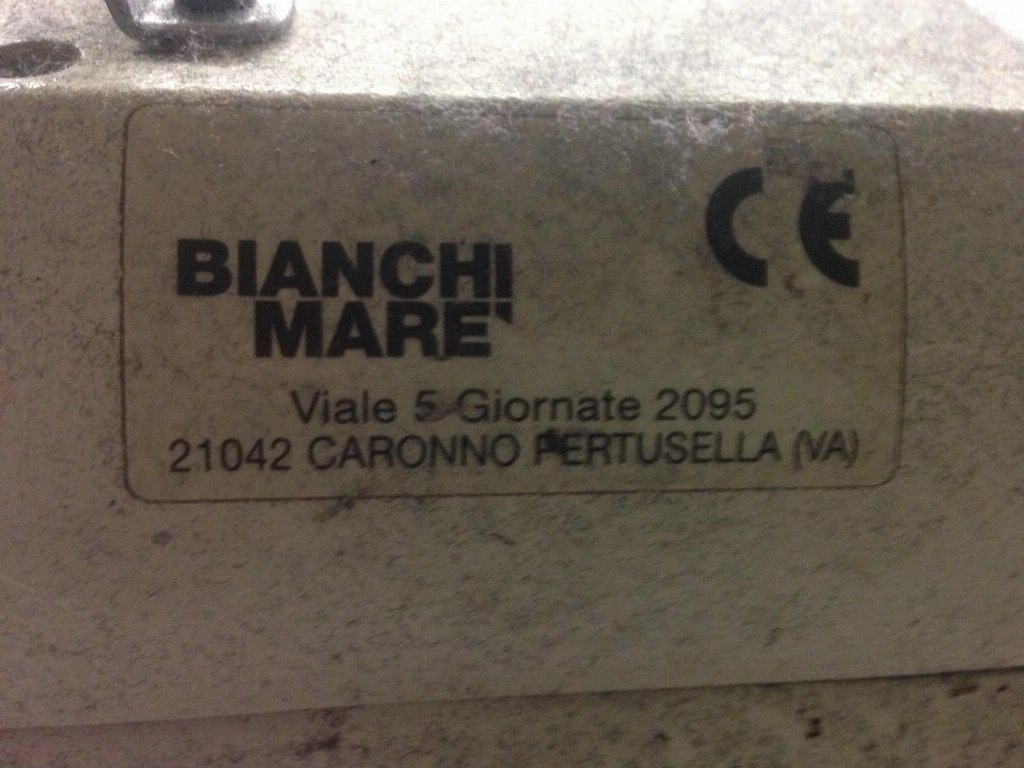 CE
BIANCHI
MARE'
Viale 5 Giornate 2095
21042 CARONNO PERTUSELLA (VA)